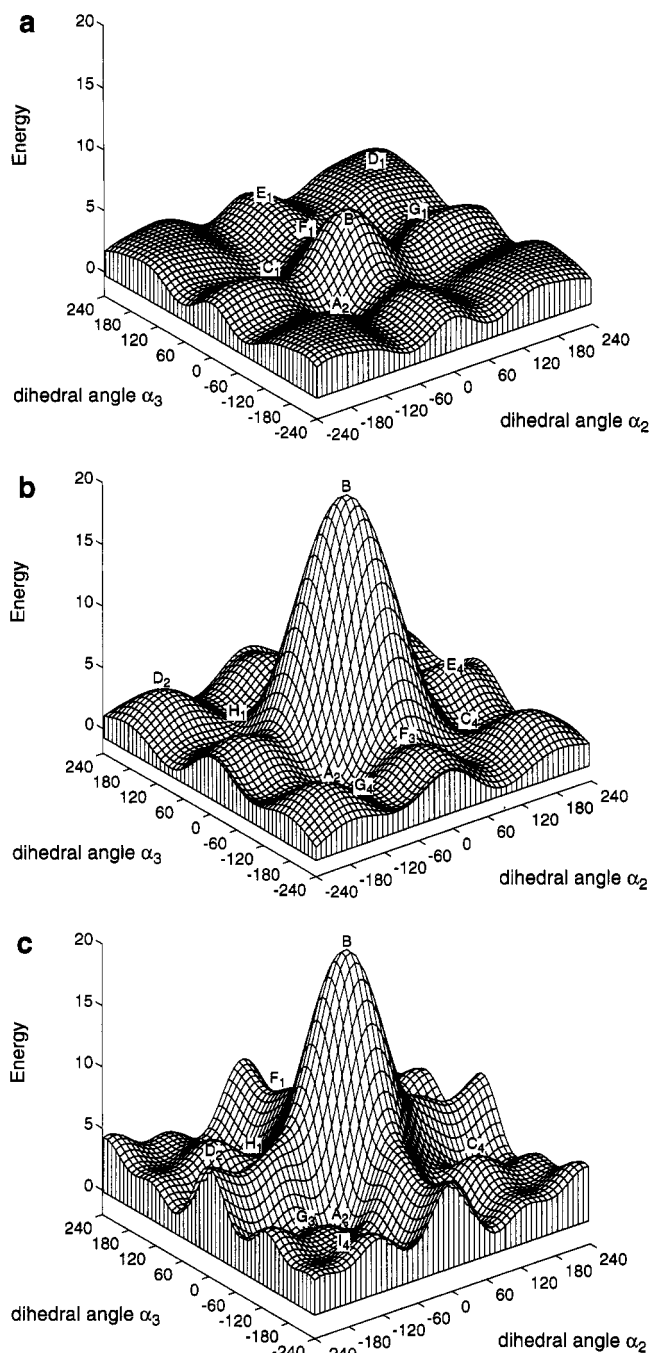 a
20
15
10
5
0
Energy
D1
E1
B
G1
F1
C1
A2
240
180
120
60
0
-60
-120
-180
-240
dihedral angle α3
-240
-180
-120
-60
0
60
120
180
240
dihedral angle α2
b
20
15
10
5
0
Energy
B
D2
E4
H1
C4
F3
A2
G4
240
180
120
60
0
-60
-120
-180
-240
dihedral angle α3
-240
-180
-120
-60
0
60
120
180
240
dihedral angle α2
c
20
15
10
5
0
Energy
B
F1
D2
H1
C4
G3
A2
I4
240
180
120
60
0
-60
-120
-180
-240
dihedral angle α3
-240
-180
-120
-60
0
60
120
180
240
dihedral angle α2